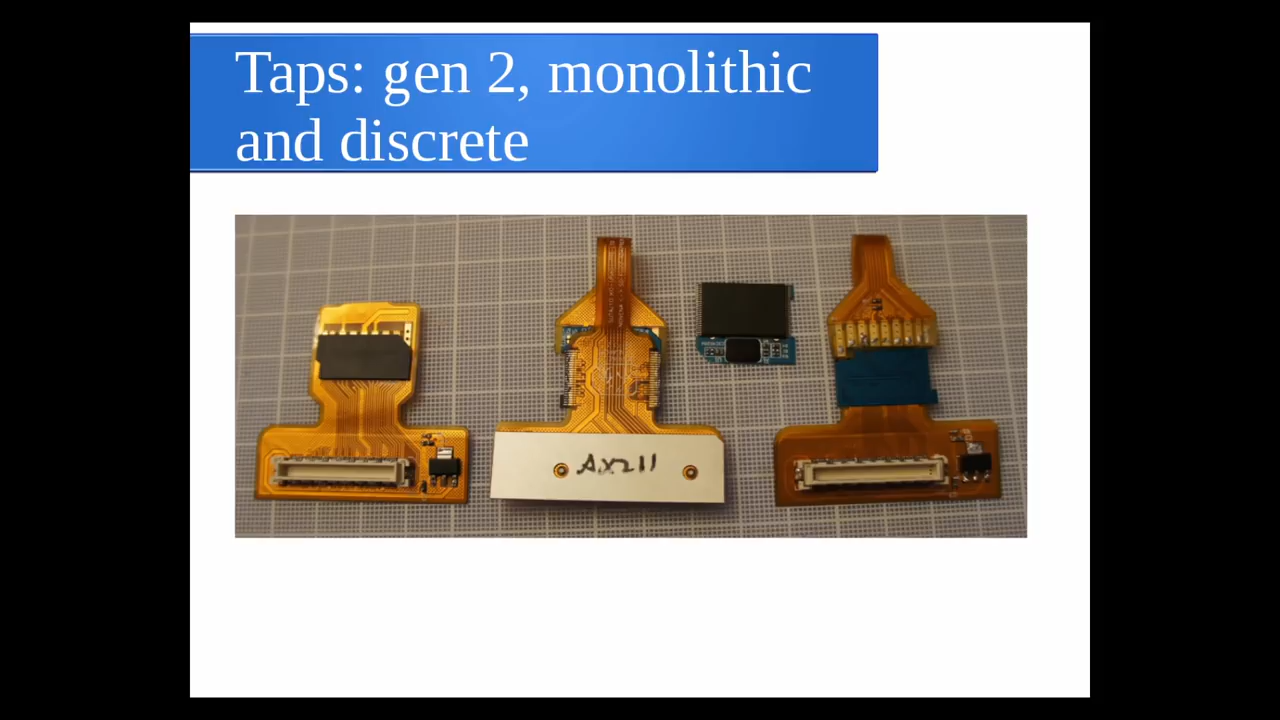 Taps: gen 2, monolithic
and discrete
AX211